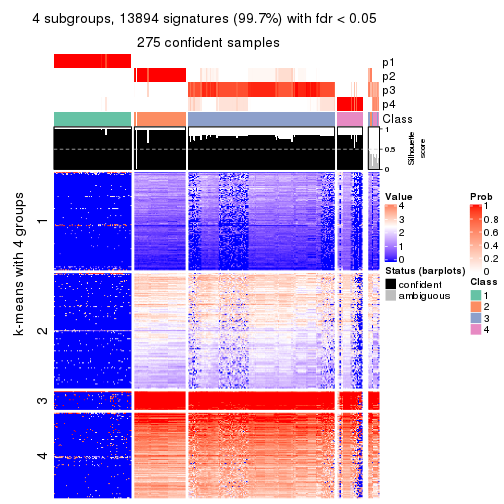 4 subgroups, 13894 signatures (99.7%) with fdr < 0.05
275 confident samples
p1
p2
p3
p4
Class
1
0.5
0
Silhouette
score
k-means with 4 groups
1
2
3
4
Value
4
3
2
1
0
Status (barplots)
confident
ambiguous
Prob
1
0.8
0.6
0.4
0.2
0
Class
1
2
3
4